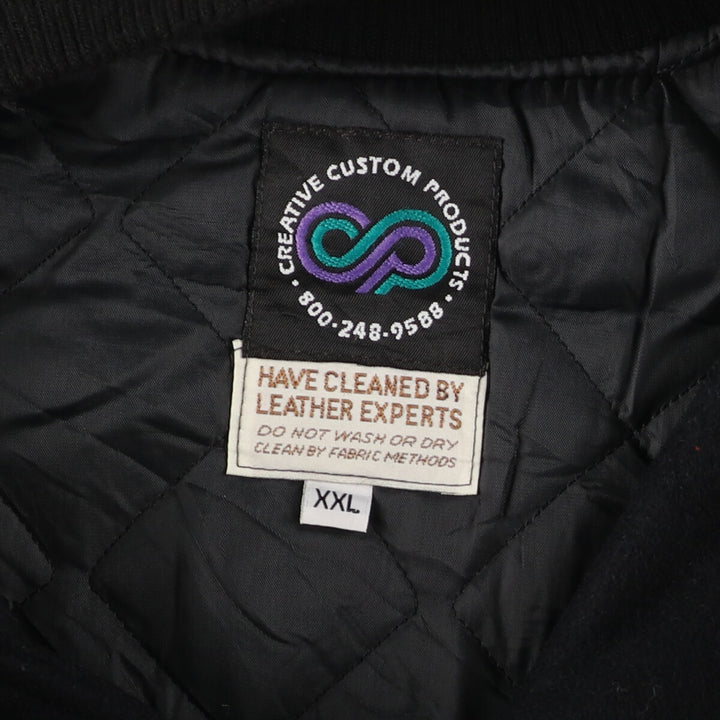 CREATIVE CUSTOM PRODUCTS
· 800-248-9588 ·
HAVE CLEANED BY
LEATHER EXPERTS
DO NOT WASH OR DRY
CLEAN BY FABRIC METHODS
XXL